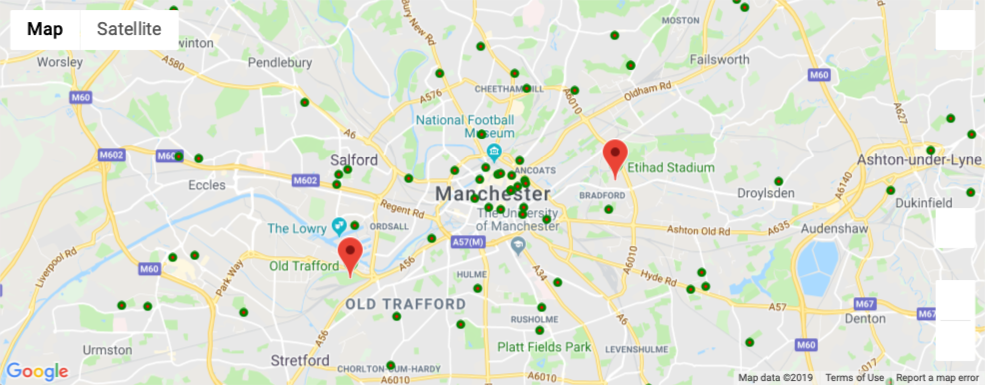 Map
Satellite
Swinton
Worsley
Pendlebury
A580
M60
A576
A6
CHEETHAM HILL
A6010
Oldham Rd
MOSTON
Failsworth
M60
A627
National Football
Museum
M602
M602
Salford
Eccles
M602
Regent Rd
Manchester
ANCOATS
Etihad Stadium
BRADFORD
Droylsden
A6140
Ashton-under-Lyne
Dukinfield
The Lowry
ORDSALL
The University
of Manchester
A57(M)
Ashton Old Rd
A635
Audenshaw
Liverpool Rd
M60
Park Way
Old Trafford
A56
HULME
A34
A6010
Hyde Rd
OLD TRAFFORD
A56
RUSHOLME
A6
A57
M67
Denton
M67
Urmston
Stretford
CHORLTON-CUM-HARDY
A6010
Platt Fields Park
LEVENSHULME
M60
A6010
A6017
Google
Map data ©2019
Terms of Use
Report a map error